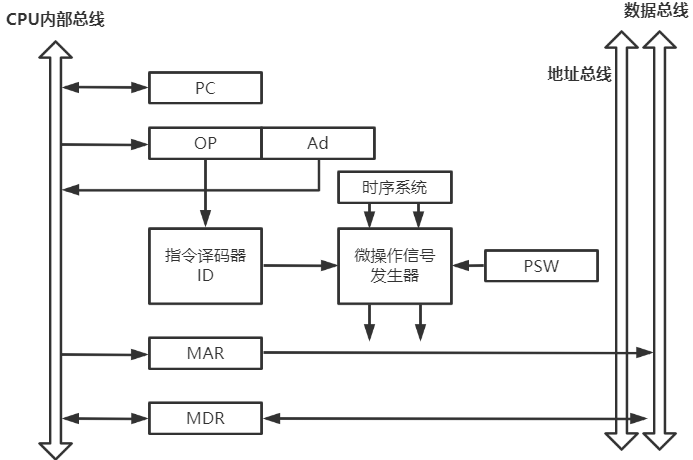 数据总线
CPU内部总线
地址总线
PC
OP
Ad
时序系统
指令译码器
ID
微操作信号
发生器
PSW
MAR
MDR